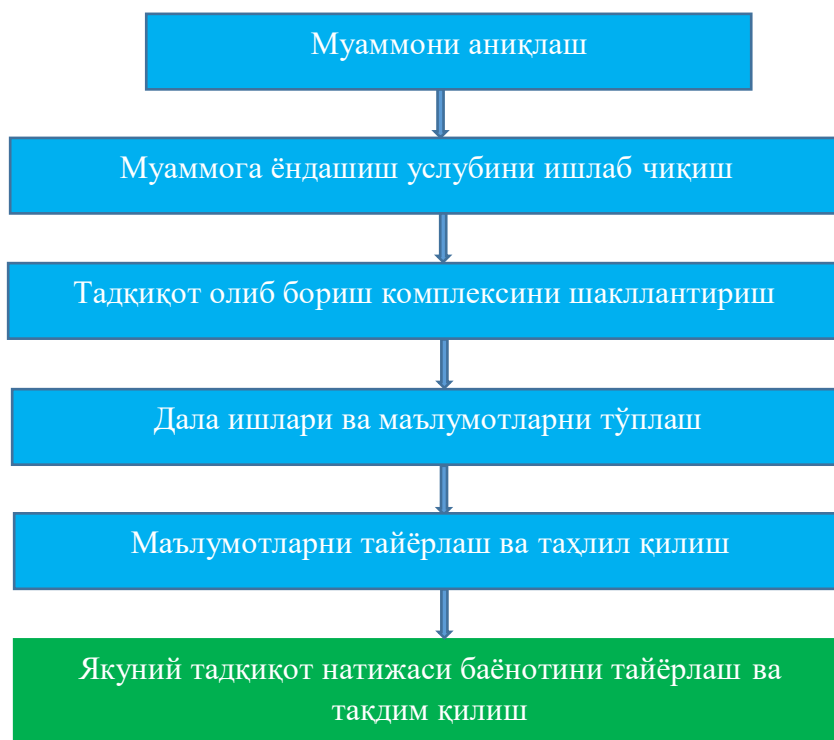 Муаммони аниқлаш
Муаммога ёндашиш услубини ишлаб чиқиш
Тадқиқот олиб бориш комплексини шакллантириш
Дала ишлари ва маълумотларни тўплаш
Маълумотларни тайёрлаш ва таҳлил қилиш
Якуний тадқиқот натижаси баёнотини тайёрлаш ва
тақдим қилиш